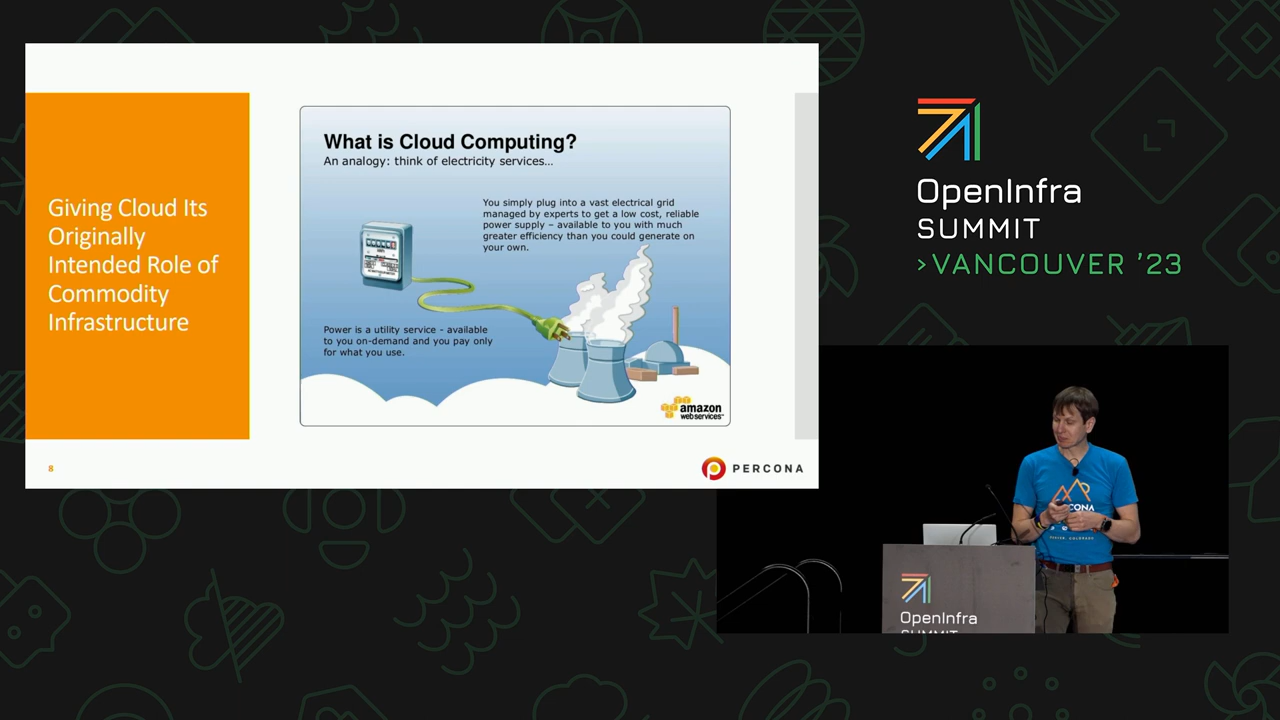 Giving Cloud Its
Originally
Intended Role of
Commodity
Infrastructure
What is Cloud Computing?
An analogy: think of electricity services…
You simply plug into a vast electrical grid
managed by experts to get a low cost, reliable
power supply – available to you with much
greater efficiency than you could generate on
your own.
Power is a utility service – available
to you on-demand and you pay only
for what you use.
amazon
webservices™
8
PERCONA
OpenInfra
SUMMIT
>VANCOUVER ’23
OpenInfra
SUMMIT